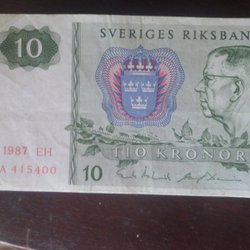 SVERIGES RIKSBAN
10
1987 EH
A 415400
TIO KRONOR
10